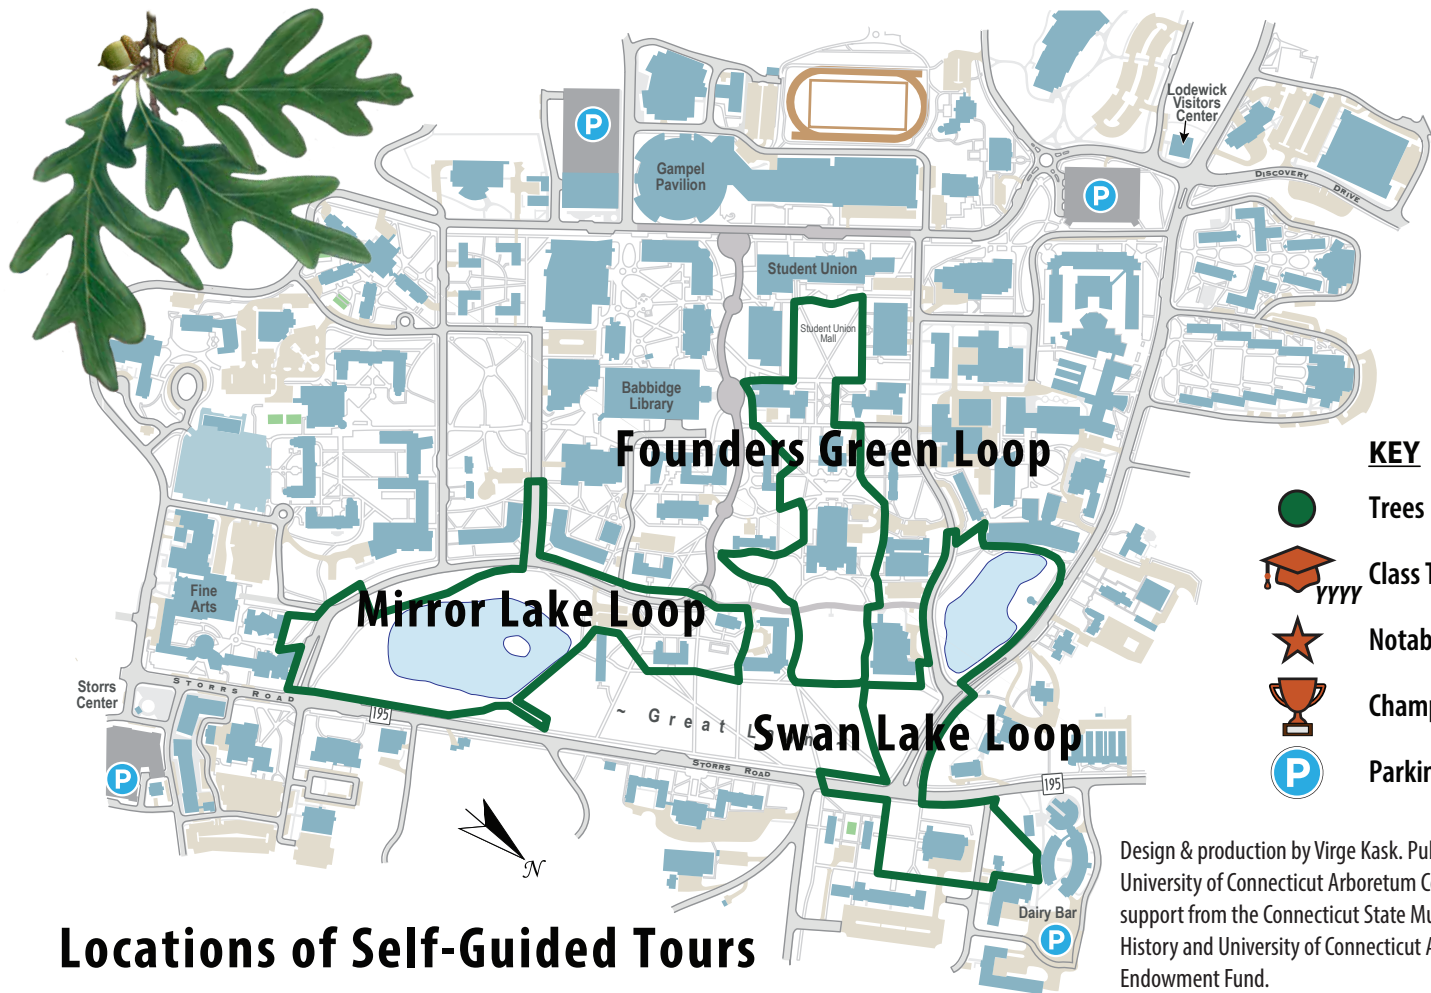 P
Lodewick
Visitors
Center
Gampel
Pavilion
P
DISCOVERY DRIVE
Student Union
Student Union
Mall
Babbidge
Library
Founders Green Loop
KEY
Trees
Class T
YYYY
Notab
Champ
P Parkin
Fine
Arts
Mirror Lake Loop
Storrs
Center
STORRS ROAD
195
~ Great L n ~
Swan Lake Loop
STORRS ROAD
195
P
N
Dairy Bar
P
Design & production by Virge Kask. Pul
University of Connecticut Arboretum Co
support from the Connecticut State Mu
History and University of Connecticut A
Endowment Fund.
Locations of Self-Guided Tours